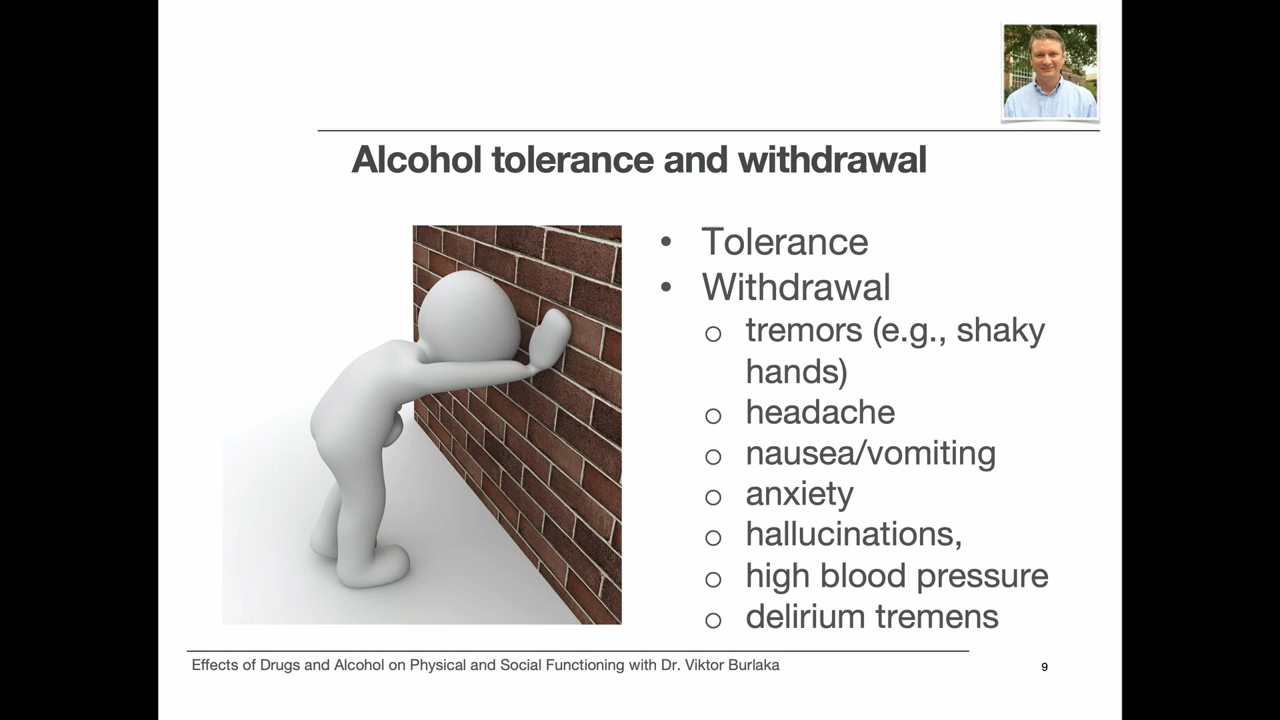 Alcohol tolerance and withdrawal
• Tolerance
• Withdrawal
o tremors (e.g., shaky
hands)
o headache
o nausea/vomiting
o anxiety
o hallucinations,
o high blood pressure
o delirium tremens
Effects of Drugs and Alcohol on Physical and Social Functioning with Dr. Viktor Burlaka
9